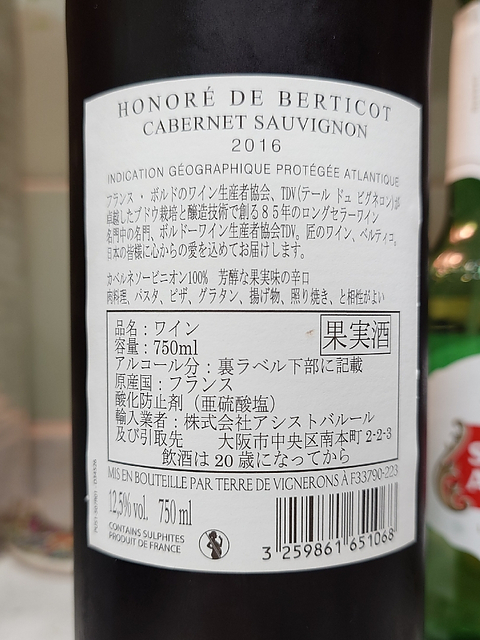 HONORÉ DE BERTICOT
CABERNET SAUVIGNON
2016
INDICATION GÉOGRAPHIQUE PROTÉGÉE ATLANTIQUE
フランス・ボルドのワイン生産者協会、TDV(テール ドュ ビグネロン)が
卓越したブドウ栽培と醸造技術で創る85年のロングセラーワイン
名門中の名門、ボルドーワイン生産者協会TDV。匠のワイン、ベルティコ。
日本の皆様に心からの愛を込めてお届けします。
カベルネソービニオン100% 芳醇な果実味の辛口
肉料理、パスタ、ピザ、グラタン、揚げ物、照り焼き、と相性がよい
品名：ワイン
果実酒
容量：750ml
アルコール分：裏ラベル下部に記載
原産国：フランス
酸化防止剤（亜硫酸塩）
輸入業者：株式会社アシストバルール
及び引取先 大阪市中央区南本町 2-2-3
飲酒は 20 歳になってから
MIS EN BOUTEILLE PAR TERRE DE VIGNERONS À F33790-223
12,5% vol. 750 ml
CONTAINS SULPHITES
PRODUIT DE FRANCE
3 259861 651068